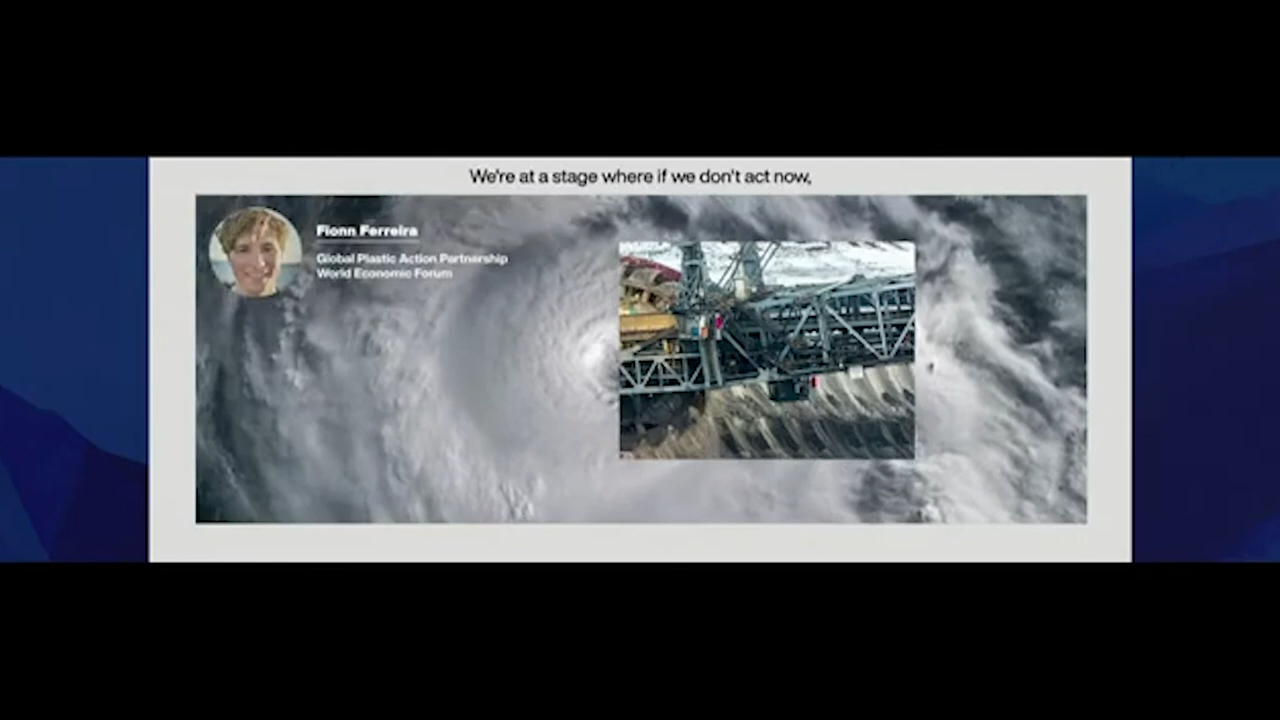 We're at a stage where if we don't act now,
Fionn Ferreira
Global Plastic Action Partnership
World Economic Forum